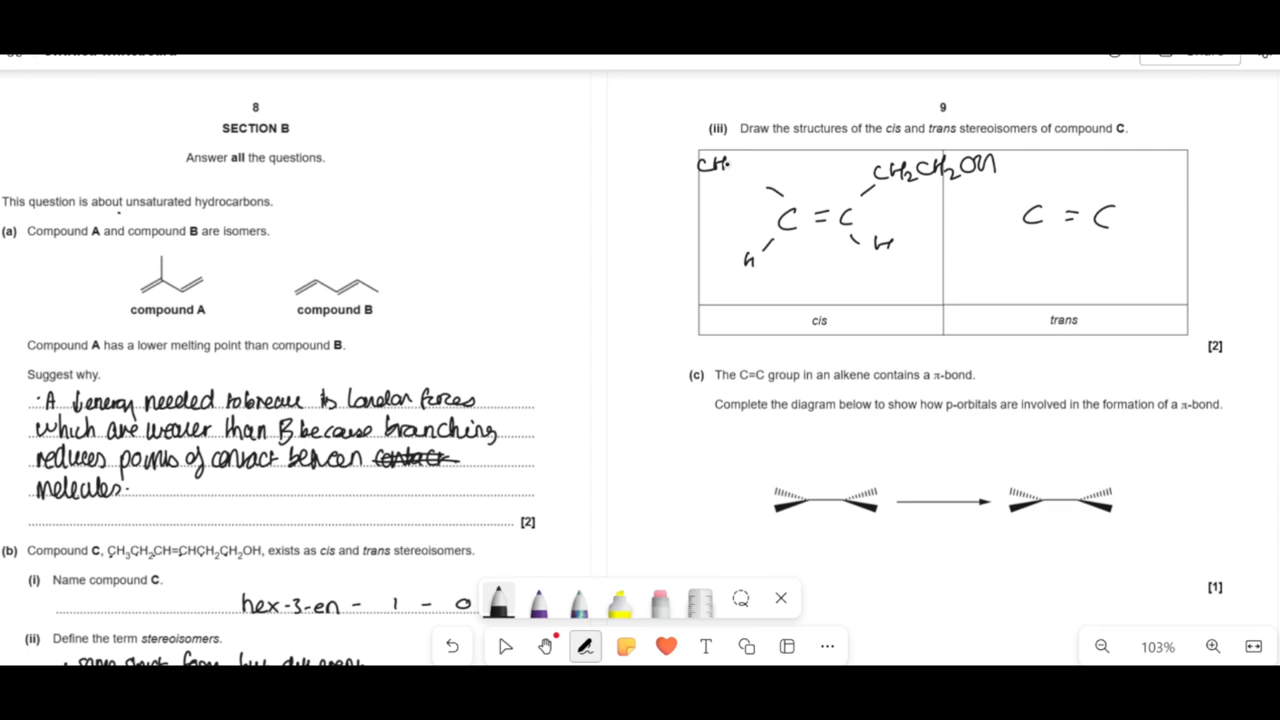 8
SECTION B
Answer all the questions.
This question is about unsaturated hydrocarbons.
(a) Compound A and compound B are isomers.
compound A
compound B
Compound A has a lower melting point than compound B.
Suggest why.
energy needed to break its London forces
which are weaker than B because branching
reduces points of contact between contact
molecules.
[2]
(b) Compound C, CH₃CH₂CH=CHCH₂CH₂OH, exists as cis and trans stereoisomers.
(i) Name compound C.
hex-3-en - 1 - o
(ii) Define the term stereoisomers.
9
(iii) Draw the structures of the cis and trans stereoisomers of compound C.
CH
CH₂CH₂OH
C = C
C = C
H
H
cis
trans
[2]
(c) The C=C group in an alkene contains a π-bond.
Complete the diagram below to show how p-orbitals are involved in the formation of a π-bond.
[1]
T
103%